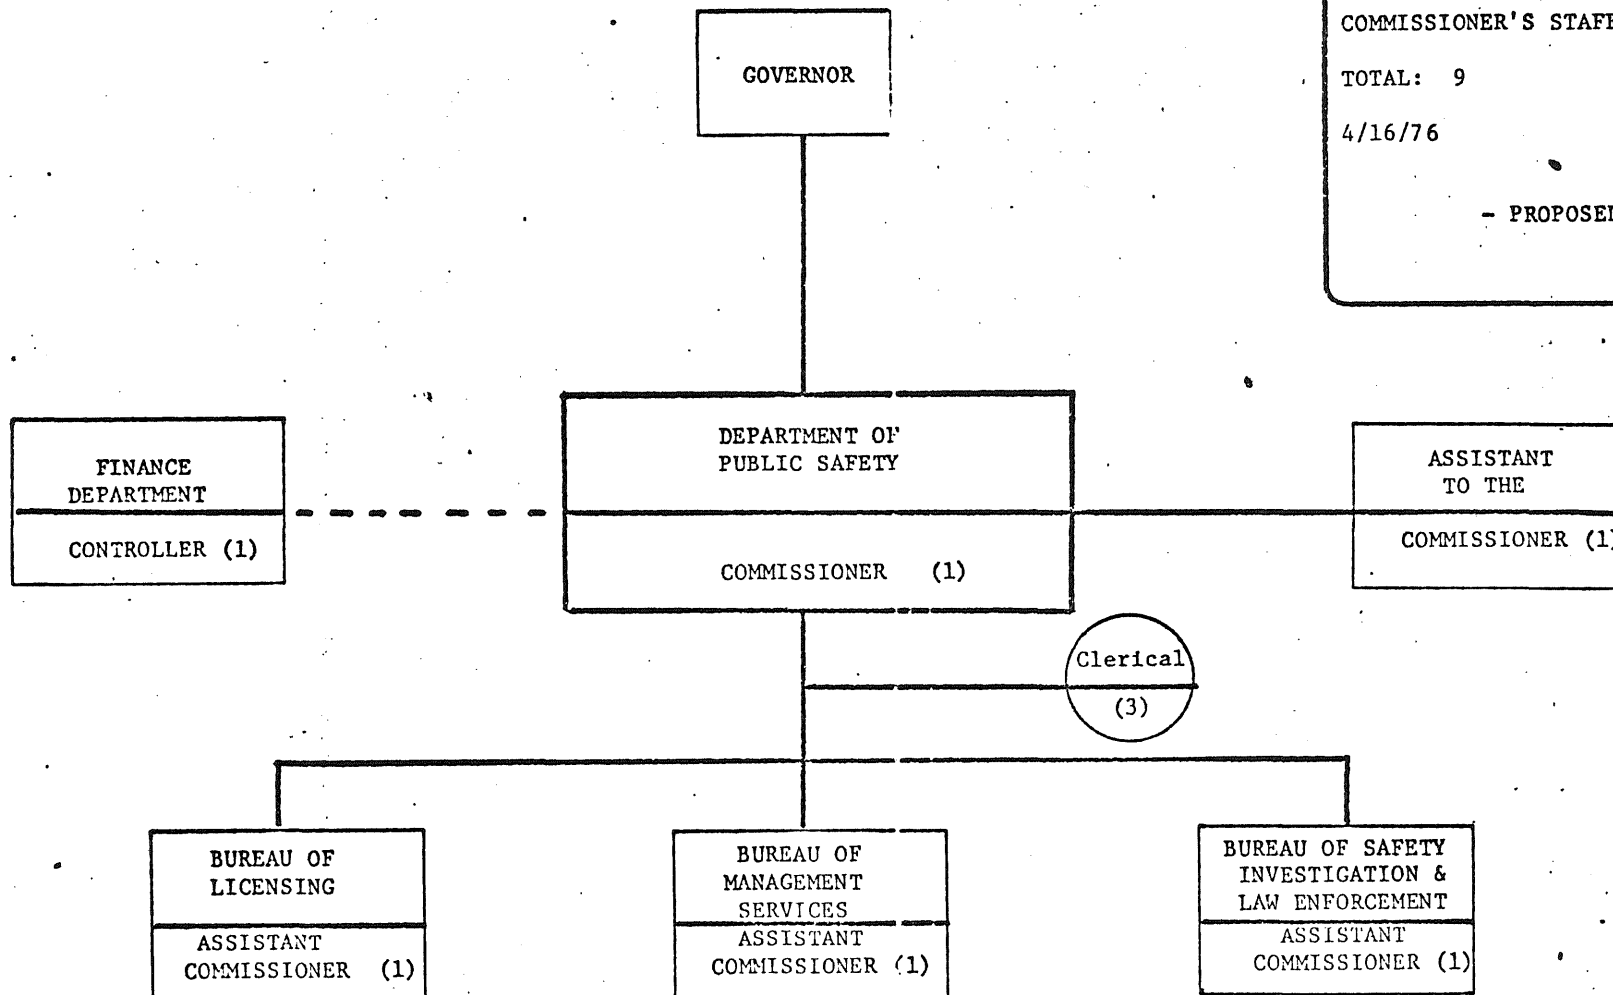 COMMISSIONER'S STAFF
TOTAL: 9
4/16/76
- PROPOSED
GOVERNOR
DEPARTMENT OF
PUBLIC SAFETY
COMMISSIONER (1)
FINANCE
DEPARTMENT
CONTROLLER (1)
ASSISTANT
TO THE
COMMISSIONER (1)
Clerical
(3)
BUREAU OF
LICENSING
ASSISTANT
COMMISSIONER (1)
BUREAU OF
MANAGEMENT
SERVICES
ASSISTANT
COMMISSIONER (1)
BUREAU OF SAFETY
INVESTIGATION &
LAW ENFORCEMENT
ASSISTANT
COMMISSIONER (1)